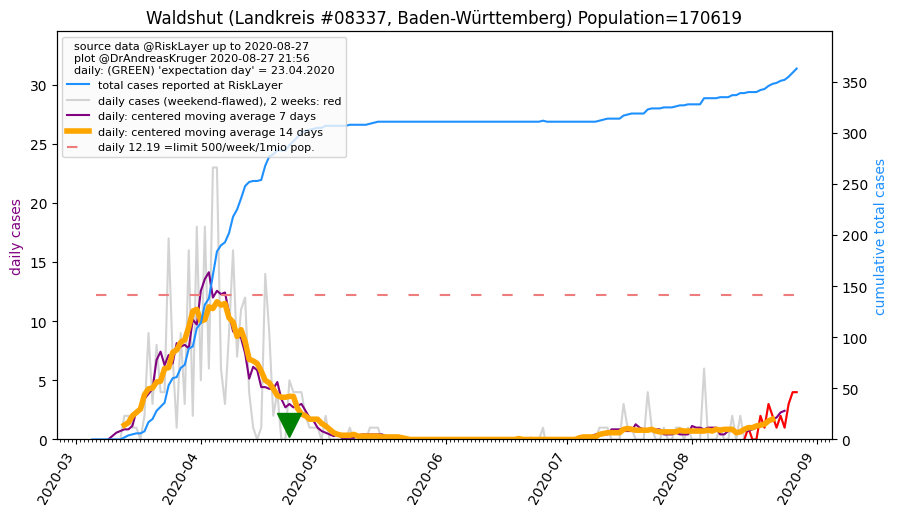 Waldshut (Landkreis #08337, Baden-Württemberg) Population=170619
source data @RiskLayer up to 2020-08-27
plot @DrAndreasKruger 2020-08-27 21:56
daily: (GREEN) 'expectation day' = 23.04.2020
total cases reported at RiskLayer
daily cases (weekend-flawed), 2 weeks: red
daily: centered moving average 7 days
daily: centered moving average 14 days
daily 12.19 =limit 500/week/1mio pop.
daily cases
30
25
20
15
10
5
0
cumulative total cases
350
300
250
200
150
100
50
0
2020-03
2020-04
2020-05
2020-06
2020-07
2020-08
2020-09